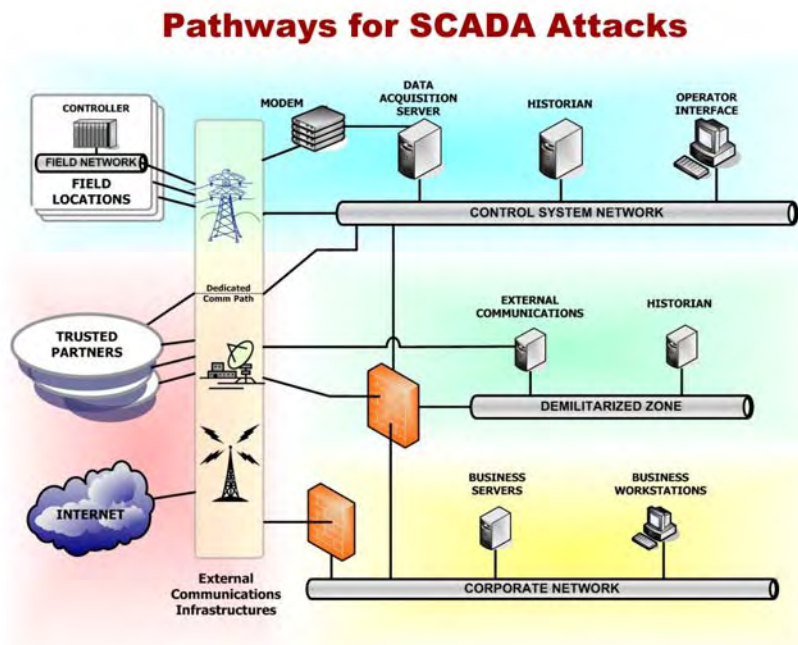 Pathways for SCADA Attacks
CONTROLLER
FIELD NETWORK
FIELD
LOCATIONS
MODEM
DATA
ACQUISITION
SERVER
HISTORIAN
OPERATOR
INTERFACE
CONTROL SYSTEM NETWORK
Dedicated
Comm Path
TRUSTED
PARTNERS
EXTERNAL
COMMUNICATIONS
HISTORIAN
DEMILITARIZED ZONE
INTERNET
BUSINESS
SERVERS
BUSINESS
WORKSTATIONS
External
Communications
Infrastructures
CORPORATE NETWORK